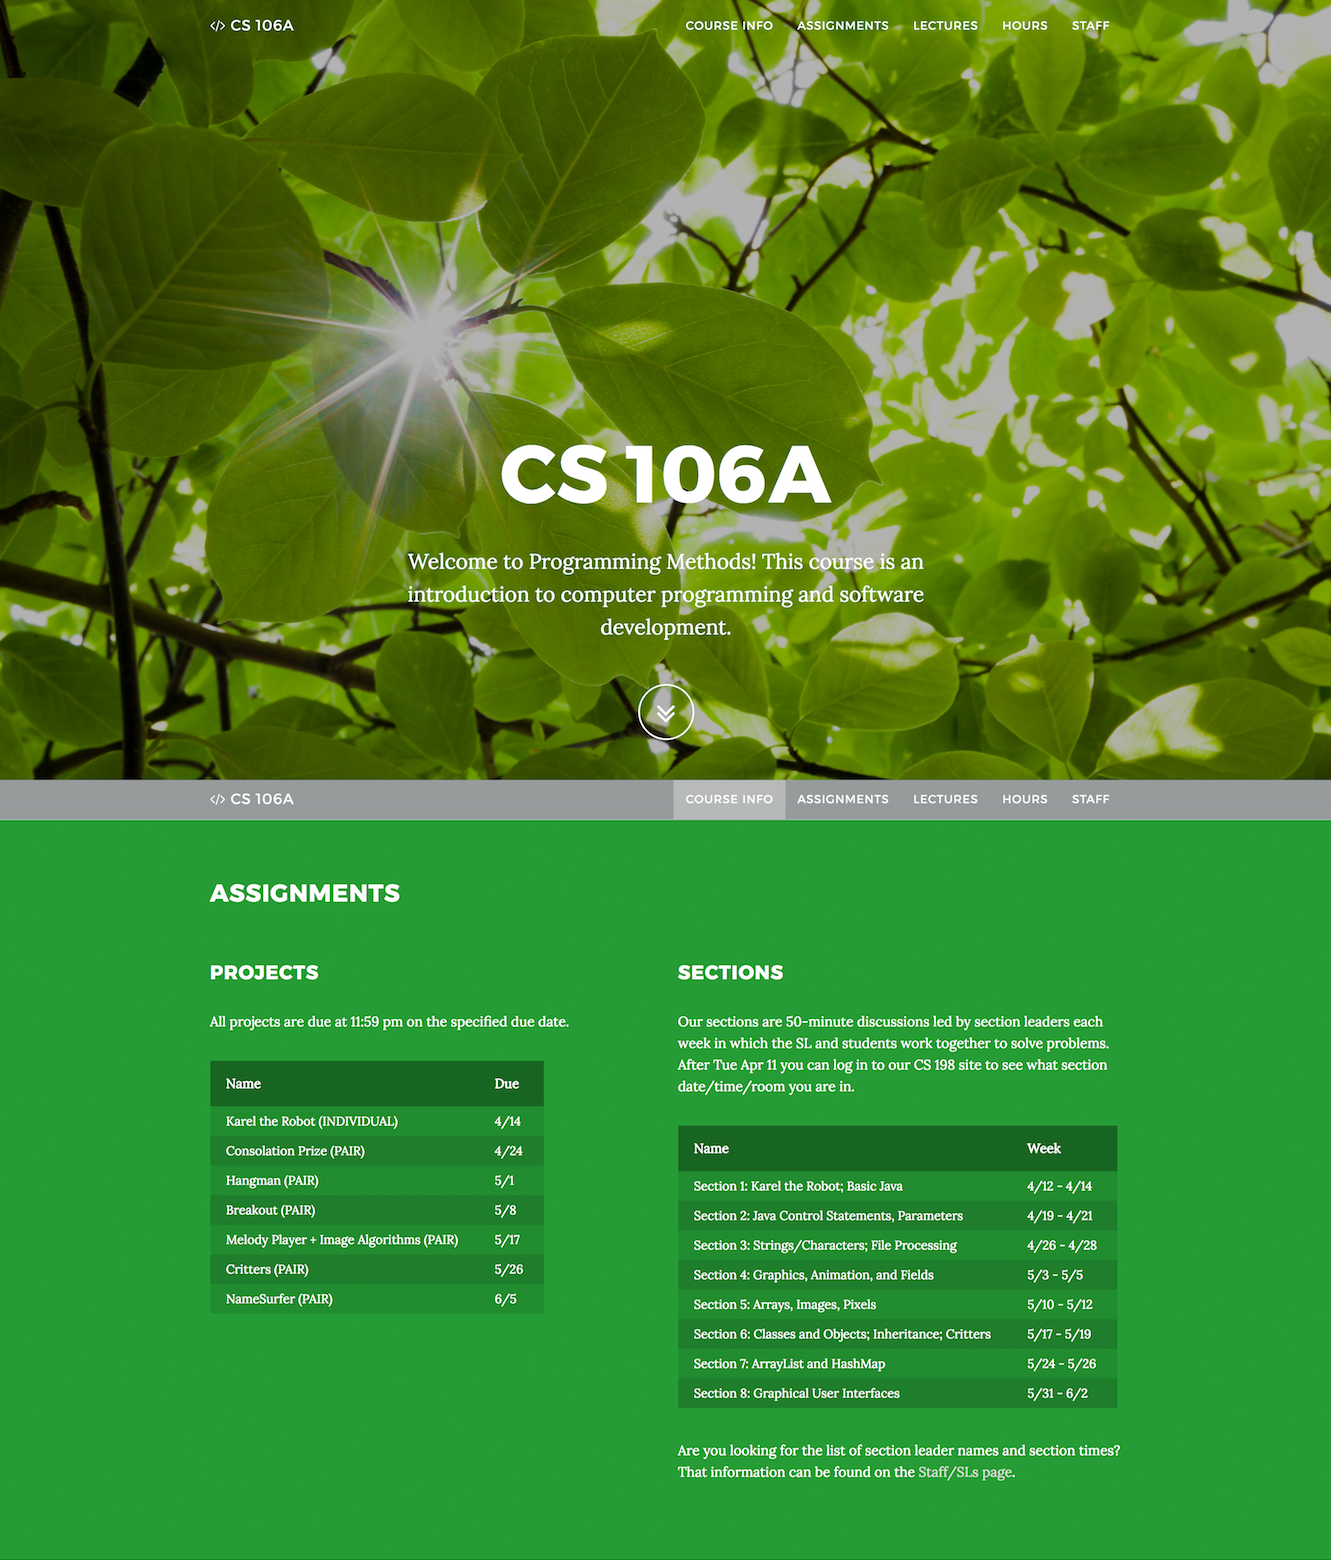 </> CS 106A COURSE INFO ASSIGNMENTS LECTURES HOURS STAFF
CS 106A
Welcome to Programming Methods! This course is an
introduction to computer programming and software
development.
</> CS 106A COURSE INFO ASSIGNMENTS LECTURES HOURS STAFF
ASSIGNMENTS
PROJECTS
All projects are due at 11:59 pm on the specified due date.
Name Due
Karel the Robot (INDIVIDUAL) 4/14
Consolation Prize (PAIR) 4/24
Hangman (PAIR) 5/1
Breakout (PAIR) 5/8
Melody Player + Image Algorithms (PAIR) 5/17
Critters (PAIR) 5/26
NameSurfer (PAIR) 6/5
SECTIONS
Our sections are 50-minute discussions led by section leaders each
week in which the SL and students work together to solve problems.
After Tue Apr 11 you can log in to our CS 198 site to see what section
date/time/room you are in.
Name Week
Section 1: Karel the Robot; Basic Java 4/12 - 4/14
Section 2: Java Control Statements, Parameters 4/19 - 4/21
Section 3: Strings/Characters; File Processing 4/26 - 4/28
Section 4: Graphics, Animation, and Fields 5/3 - 5/5
Section 5: Arrays, Images, Pixels 5/10 - 5/12
Section 6: Classes and Objects; Inheritance; Critters 5/17 - 5/19
Section 7: ArrayList and HashMap 5/24 - 5/26
Section 8: Graphical User Interfaces 5/31 - 6/2
Are you looking for the list of section leader names and section times?
That information can be found on the Staff/SLs page.